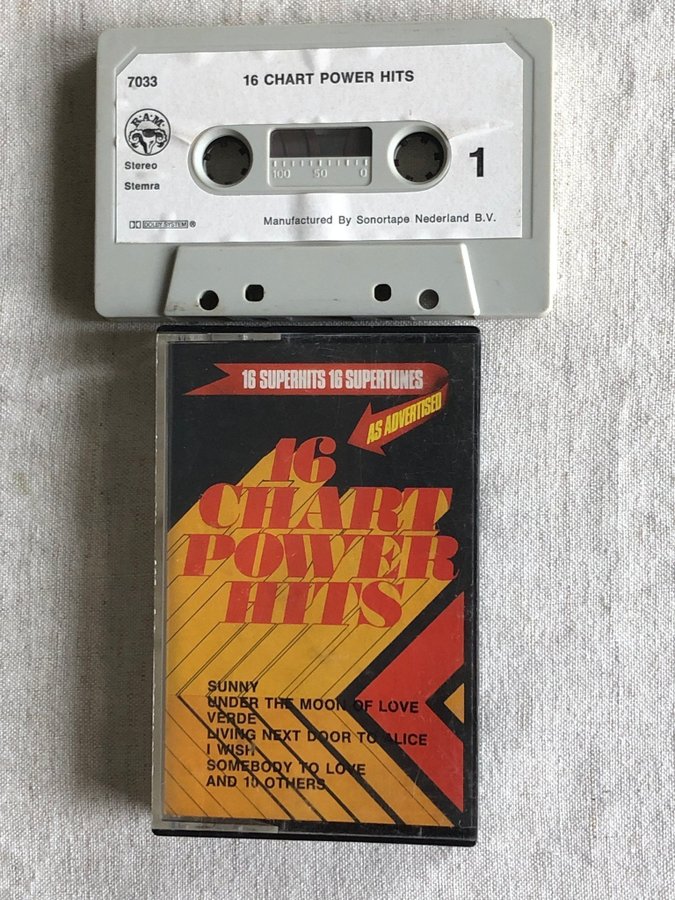 7033
16 CHART POWER HITS
R.A.M.
Stereo
Stemra
100 50 0
1
DOLBY SYSTEM ®
Manufactured By Sonortape Nederland B.V.
16 SUPERHITS 16 SUPERTUNES
AS ADVERTISED
16
CHART
POWER
HITS
SUNNY
UNDER THE MOON OF LOVE
VERDE
LIVING NEXT DOOR TO ALICE
I WISH
SOMEBODY TO LOVE
AND 10 OTHERS